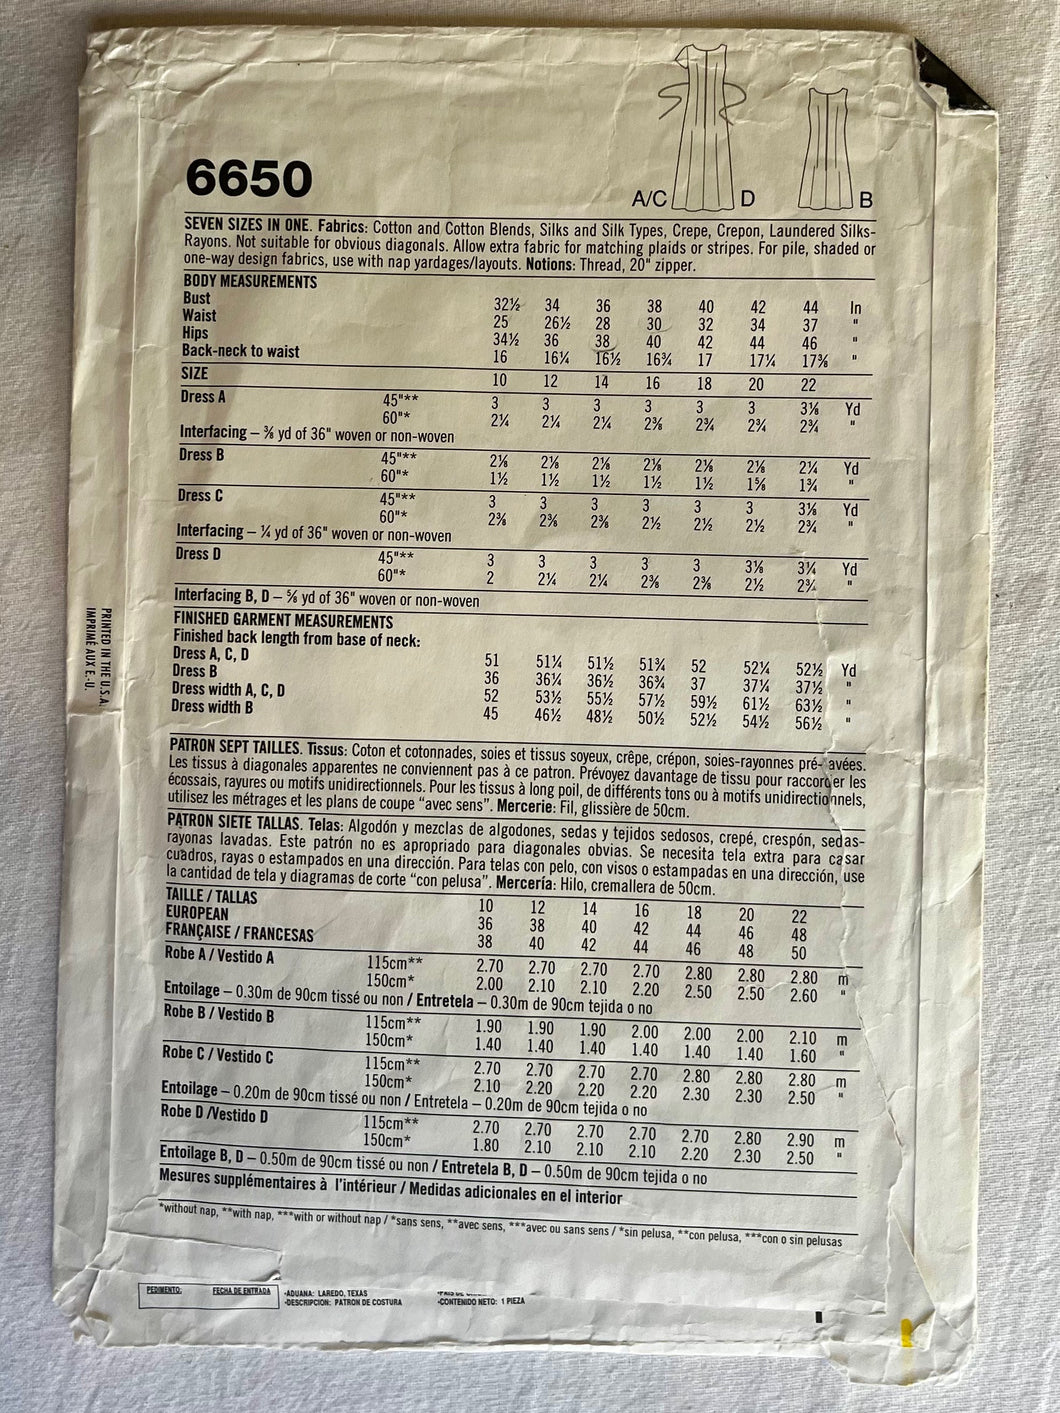 A/C D B
6650
SEVEN SIZES IN ONE. Fabrics: Cotton and Cotton Blends, Silks and Silk Types, Crepe, Crepon, Laundered Silks-
Rayons. Not suitable for obvious diagonals. Allow extra fabric for matching plaids or stripes. For pile, shaded or
one-way design fabrics, use with nap yardages/layouts. Notions: Thread, 20" zipper.
BODY MEASUREMENTS
Bust 32½ 34 36 38 40 42 44 In
Waist 25 26½ 28 30 32 34 37 "
Hips 34½ 36 38 40 42 44 46 "
Back-neck to waist 16 16¼ 16½ 16¾ 17 17¼ 17⅜ "
SIZE 10 12 14 16 18 20 22
Dress A 45"** 3 3 3 3 3 3 3⅛ Yd
60"* 2¼ 2¼ 2¼ 2⅜ 2¾ 2¾ 2¾ "
Interfacing – ⅜ yd of 36" woven or non-woven
Dress B 45"** 2⅛ 2⅛ 2⅛ 2⅛ 2⅛ 2⅛ 2¼ Yd
60"* 1½ 1½ 1½ 1½ 1½ 1⅝ 1¾ "
Dress C 45"** 3 3 3 3 3 3 3⅛ Yd
60"* 2⅜ 2⅜ 2⅜ 2½ 2½ 2½ 2¾ "
Interfacing – ¼ yd of 36" woven or non-woven
Dress D 45"** 3 3 3 3 3 3⅛ 3¼ Yd
60"* 2 2¼ 2¼ 2⅜ 2⅜ 2½ 2¾ "
Interfacing B, D – ⅝ yd of 36" woven or non-woven
FINISHED GARMENT MEASUREMENTS
Finished back length from base of neck:
Dress A, C, D 51 51¼ 51½ 51¾ 52 52¼ 52½ Yd
Dress B 36 36¼ 36½ 36¾ 37 37¼ 37½ "
Dress width A, C, D 52 53½ 55½ 57½ 59½ 61½ 63½ "
Dress width B 45 46½ 48½ 50½ 52½ 54½ 56½ "
PRINTED IN THE U.S.A.
IMPRIMÉ AUX E.-U.
PATRON SEPT TAILLES. Tissus: Coton et cotonnades, soies et tissus soyeux, crêpe, crépon, soies-rayonnes pré- avées.
Les tissus à diagonales apparentes ne conviennent pas à ce patron. Prévoyez davantage de tissu pour raccorder les
écossais, rayures ou motifs unidirectionnels. Pour les tissus à long poil, de différents tons ou à motifs unidirectionnels,
utilisez les métrages et les plans de coupe “avec sens”. Mercerie: Fil, glissière de 50cm.
PATRON SIETE TALLAS. Telas: Algodón y mezclas de algodones, sedas y tejidos sedosos, crepé, crespón, sedas-
rayonas lavadas. Este patrón no es apropriado para diagonales obvias. Se necesita tela extra para casar
cuadros, rayas o estampados en una dirección. Para telas con pelo, con visos o estampadas en una dirección, use
la cantidad de tela y diagramas de corte “con pelusa”. Mercería: Hilo, cremallera de 50cm.
TAILLE / TALLAS 10 12 14 16 18 20 22
EUROPEAN 36 38 40 42 44 46 48
FRANÇAISE / FRANCESAS 38 40 42 44 46 48 50
Robe A / Vestido A 115cm** 2.70 2.70 2.70 2.70 2.80 2.80 2.80 m
150cm* 2.00 2.10 2.10 2.20 2.50 2.50 2.60 "
Entoilage – 0.30m de 90cm tissé ou non / Entretela – 0.30m de 90cm tejida o no
Robe B / Vestido B 115cm** 1.90 1.90 1.90 2.00 2.00 2.00 2.10 m
150cm* 1.40 1.40 1.40 1.40 1.40 1.40 1.60 "
Robe C / Vestido C 115cm** 2.70 2.70 2.70 2.70 2.80 2.80 2.80 m
150cm* 2.10 2.20 2.20 2.20 2.30 2.30 2.50 "
Entoilage – 0.20m de 90cm tissé ou non / Entretela – 0.20m de 90cm tejida o no
Robe D /Vestido D 115cm** 2.70 2.70 2.70 2.70 2.70 2.80 2.90 m
150cm* 1.80 2.10 2.10 2.10 2.20 2.30 2.50 "
Entoilage B, D – 0.50m de 90cm tissé ou non / Entretela B, D – 0.50m de 90cm tejida o no
Mesures supplémentaires à l'intérieur / Medidas adicionales en el interior
*without nap, **with nap, ***with or without nap / *sans sens, **avec sens, ***avec ou sans sens / *sin pelusa, **con pelusa, ***con o sin pelusas
PEDIMENTO: FECHA DE ENTRADA
-ADUANA: LAREDO, TEXAS
-DESCRIPCION: PATRON DE COSTURA
-CONTENIDO NETO: 1 PIEZA